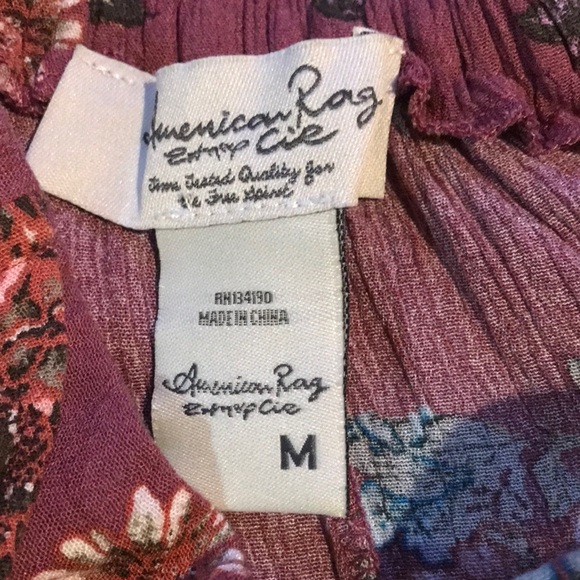 American Rag
Cie
Time Tested Quality for
the Free Spirit
RH134190
MADE IN CHINA
American Rag
Cie
M